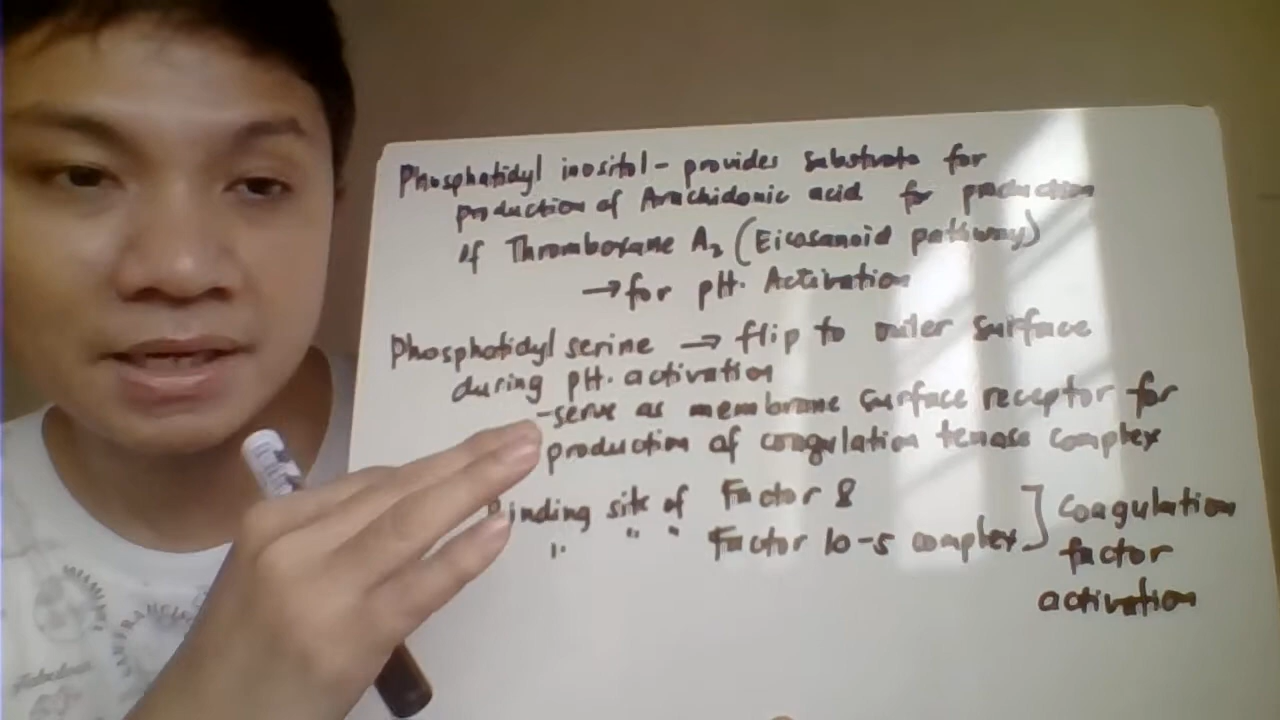 Phosphatidyl inositol - provides substrate for
production of Arachidonic acid for production
of Thromboxane A₂ (Eicosanoid pathway)
→ for plt. Activation
Phosphatidyl serine → flip to outer surface
during plt. activation
- serve as membrane surface receptor for
production of coagulation tenase complex
Binding site of Factor 8
" " " Factor 10-5 complex ] Coagulation
factor
activation